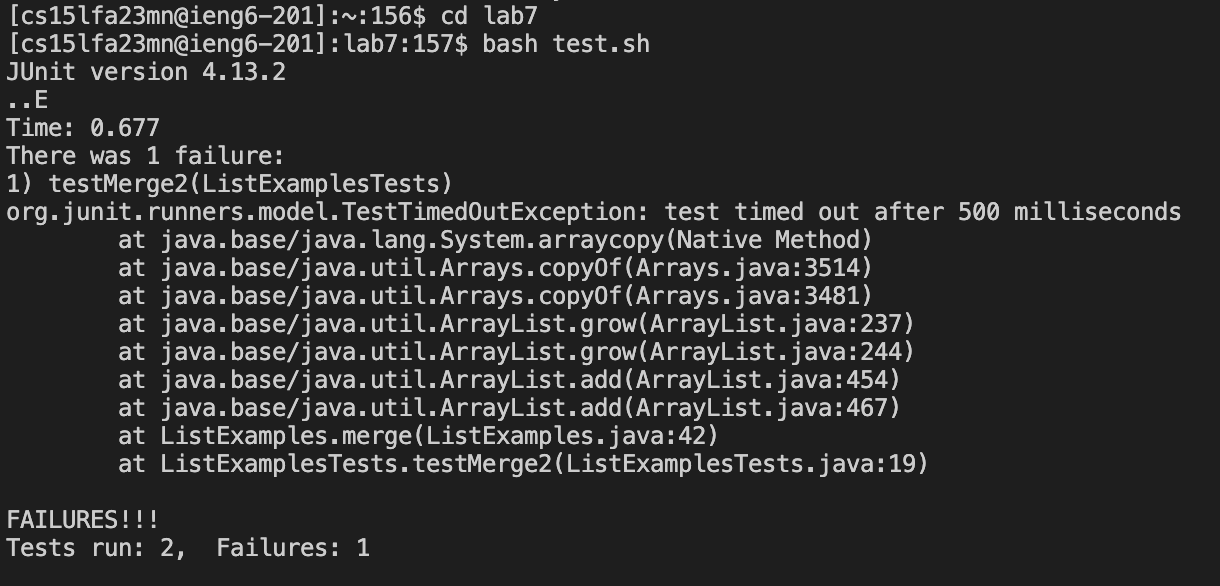 [cs15lfa23mn@ieng6-201]:~:156$ cd lab7
[cs15lfa23mn@ieng6-201]:lab7:157$ bash test.sh
JUnit version 4.13.2
..E
Time: 0.677
There was 1 failure:
1) testMerge2(ListExamplesTests)
org.junit.runners.model.TestTimedOutException: test timed out after 500 milliseconds
        at java.base/java.lang.System.arraycopy(Native Method)
        at java.base/java.util.Arrays.copyOf(Arrays.java:3514)
        at java.base/java.util.Arrays.copyOf(Arrays.java:3481)
        at java.base/java.util.ArrayList.grow(ArrayList.java:237)
        at java.base/java.util.ArrayList.grow(ArrayList.java:244)
        at java.base/java.util.ArrayList.add(ArrayList.java:454)
        at java.base/java.util.ArrayList.add(ArrayList.java:467)
        at ListExamples.merge(ListExamples.java:42)
        at ListExamplesTests.testMerge2(ListExamplesTests.java:19)

FAILURES!!!
Tests run: 2,  Failures: 1